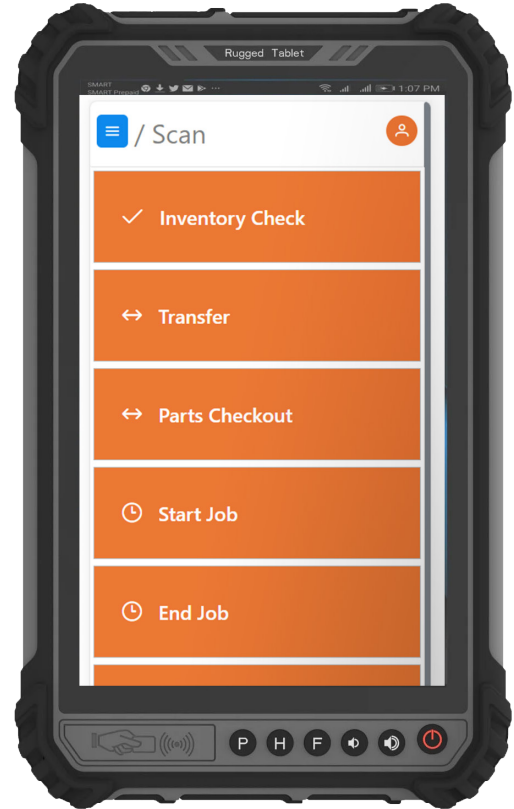 Rugged Tablet
SMART
SMART Prepaid
1:07 PM
/ Scan
Inventory Check
Transfer
Parts Checkout
Start Job
End Job
P H F